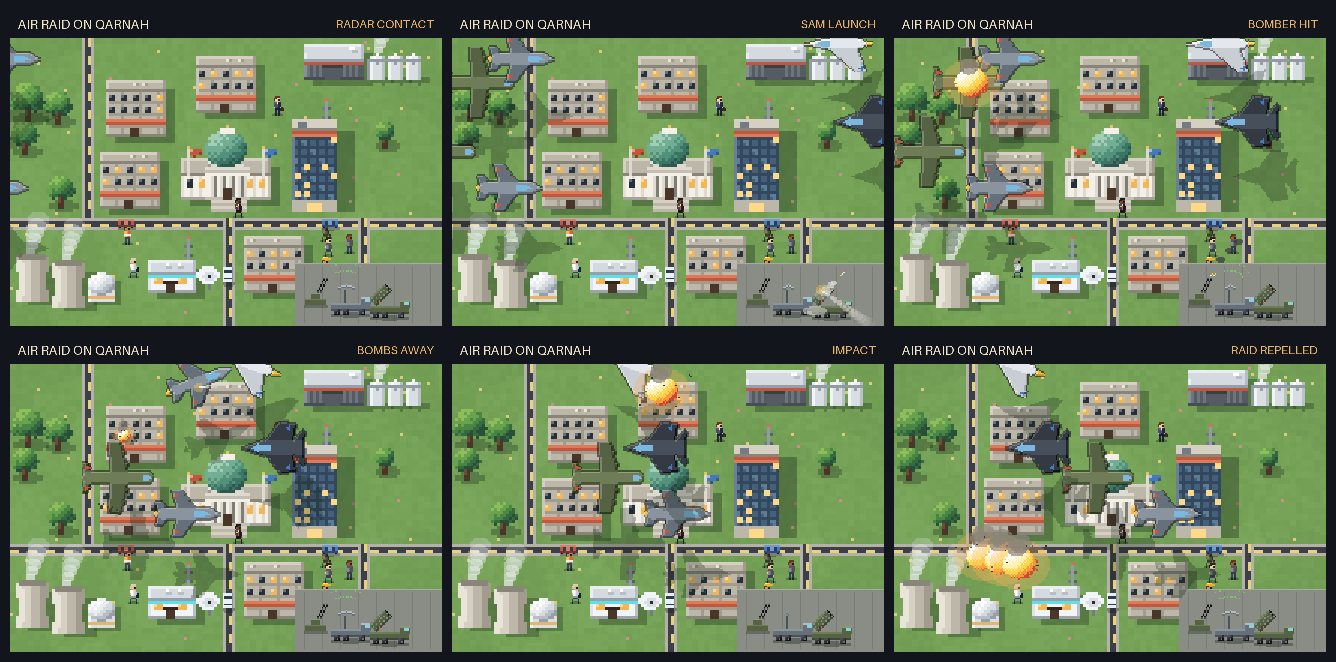 AIR RAID ON QARNAH RADAR CONTACT
AIR RAID ON QARNAH SAM LAUNCH
AIR RAID ON QARNAH BOMBER HIT
AIR RAID ON QARNAH BOMBS AWAY
AIR RAID ON QARNAH IMPACT
AIR RAID ON QARNAH RAID REPELLED